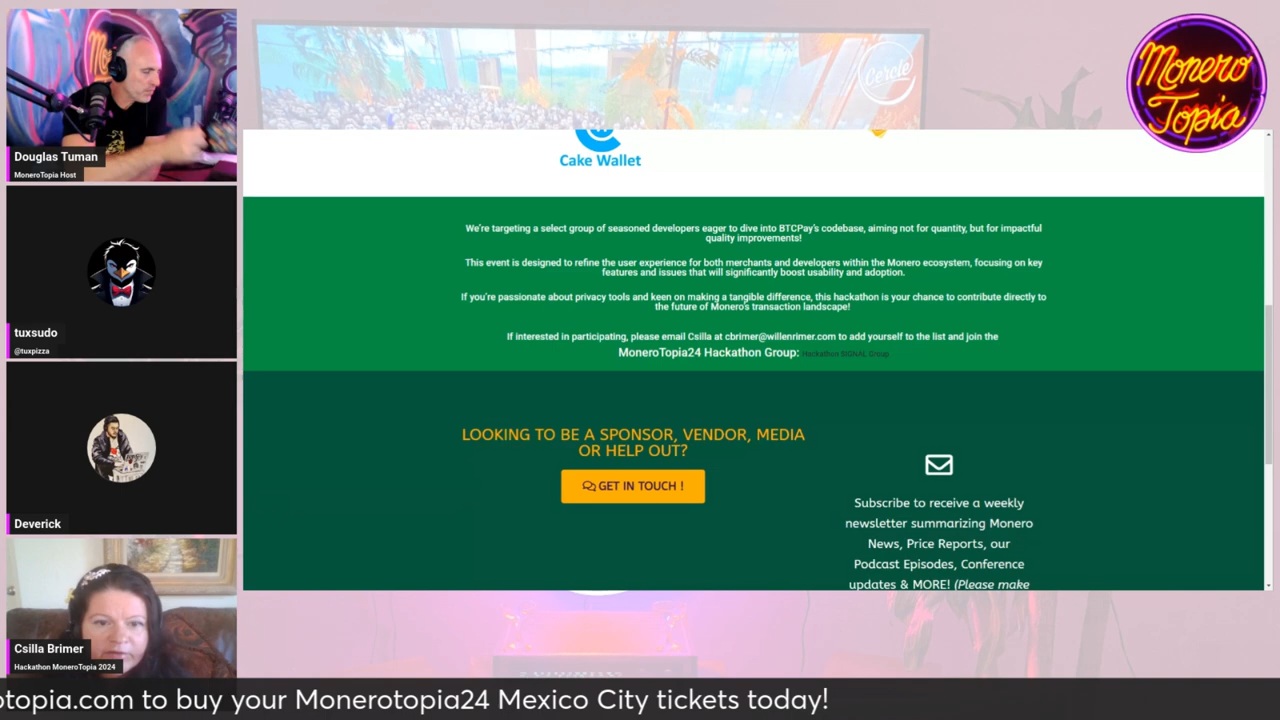 Monero
Topia
Cercle
Douglas Tuman
MoneroTopia Host
tuxsudo
@tuxpizza
Deverick
Csilla Brimer
Hackathon MoneroTopia 2024
Cake Wallet
We're targeting a select group of seasoned developers eager to dive into BTCPay's codebase, aiming not for quantity, but for impactful
quality improvements!
This event is designed to refine the user experience for both merchants and developers within the Monero ecosystem, focusing on key
features and issues that will significantly boost usability and adoption.
If you're passionate about privacy tools and keen on making a tangible difference, this hackathon is your chance to contribute directly to
the future of Monero's transaction landscape!
If interested in participating, please email Csilla at cbrimer@willenrimer.com to add yourself to the list and join the
MoneroTopia24 Hackathon Group: Hackathon SIGNAL Group
LOOKING TO BE A SPONSOR, VENDOR, MEDIA
OR HELP OUT?
GET IN TOUCH !
Subscribe to receive a weekly
newsletter summarizing Monero
News, Price Reports, our
Podcast Episodes, Conference
updates & MORE! (Please make
otopia.com to buy your Monerotopia24 Mexico City tickets today!